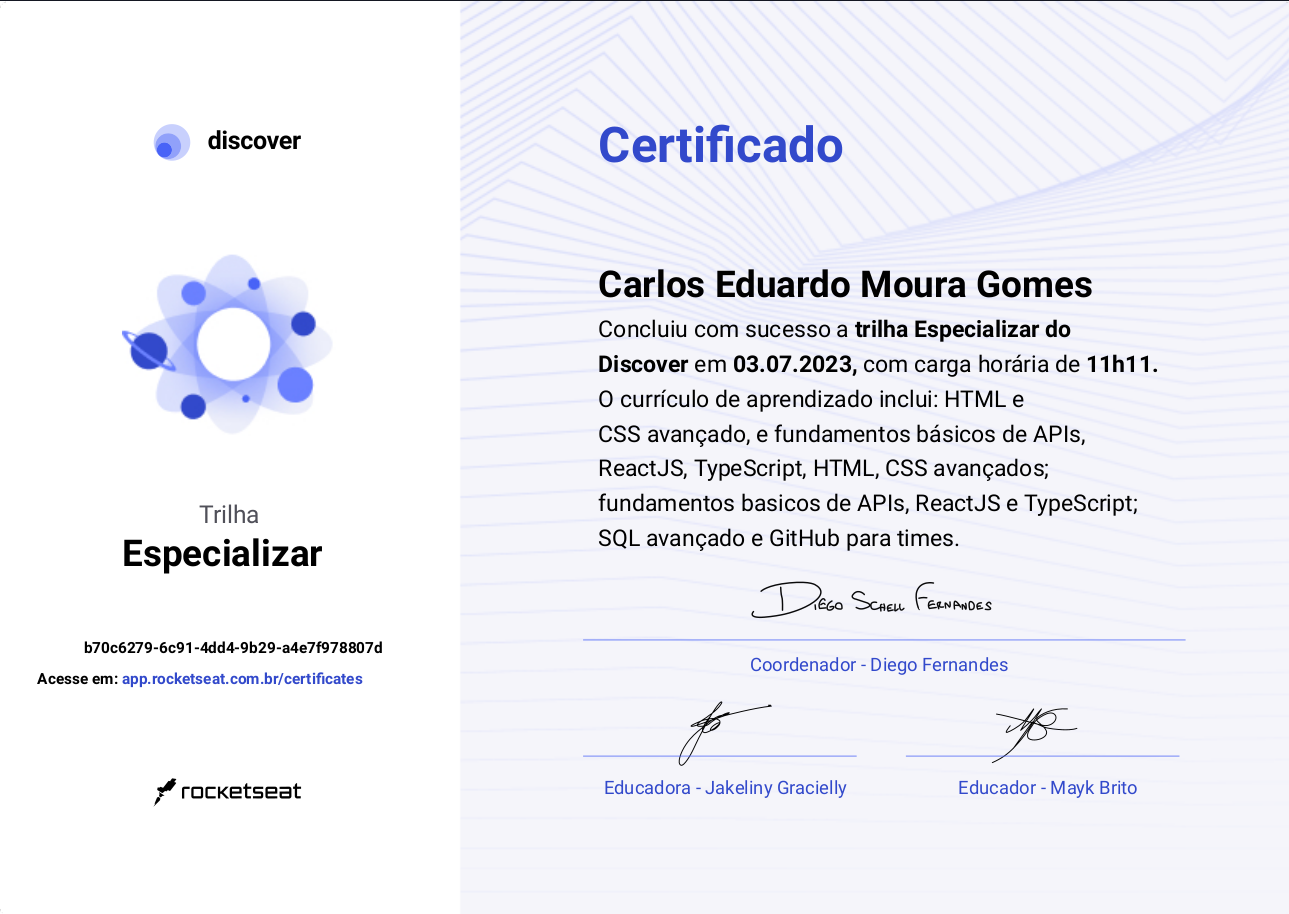 discover
Trilha
Especializar
b70c6279-6c91-4dd4-9b29-a4e7f978807d
Acesse em: app.rocketseat.com.br/certificates
rocketseat
Certificado
Carlos Eduardo Moura Gomes
Concluiu com sucesso a trilha Especializar do
Discover em 03.07.2023, com carga horária de 11h11.
O currículo de aprendizado inclui: HTML e
CSS avançado, e fundamentos básicos de APIs,
ReactJS, TypeScript, HTML, CSS avançados;
fundamentos basicos de APIs, ReactJS e TypeScript;
SQL avançado e GitHub para times.
Diego Schell Fernandes
Coordenador - Diego Fernandes
Educadora - Jakeliny Gracielly
Educador - Mayk Brito